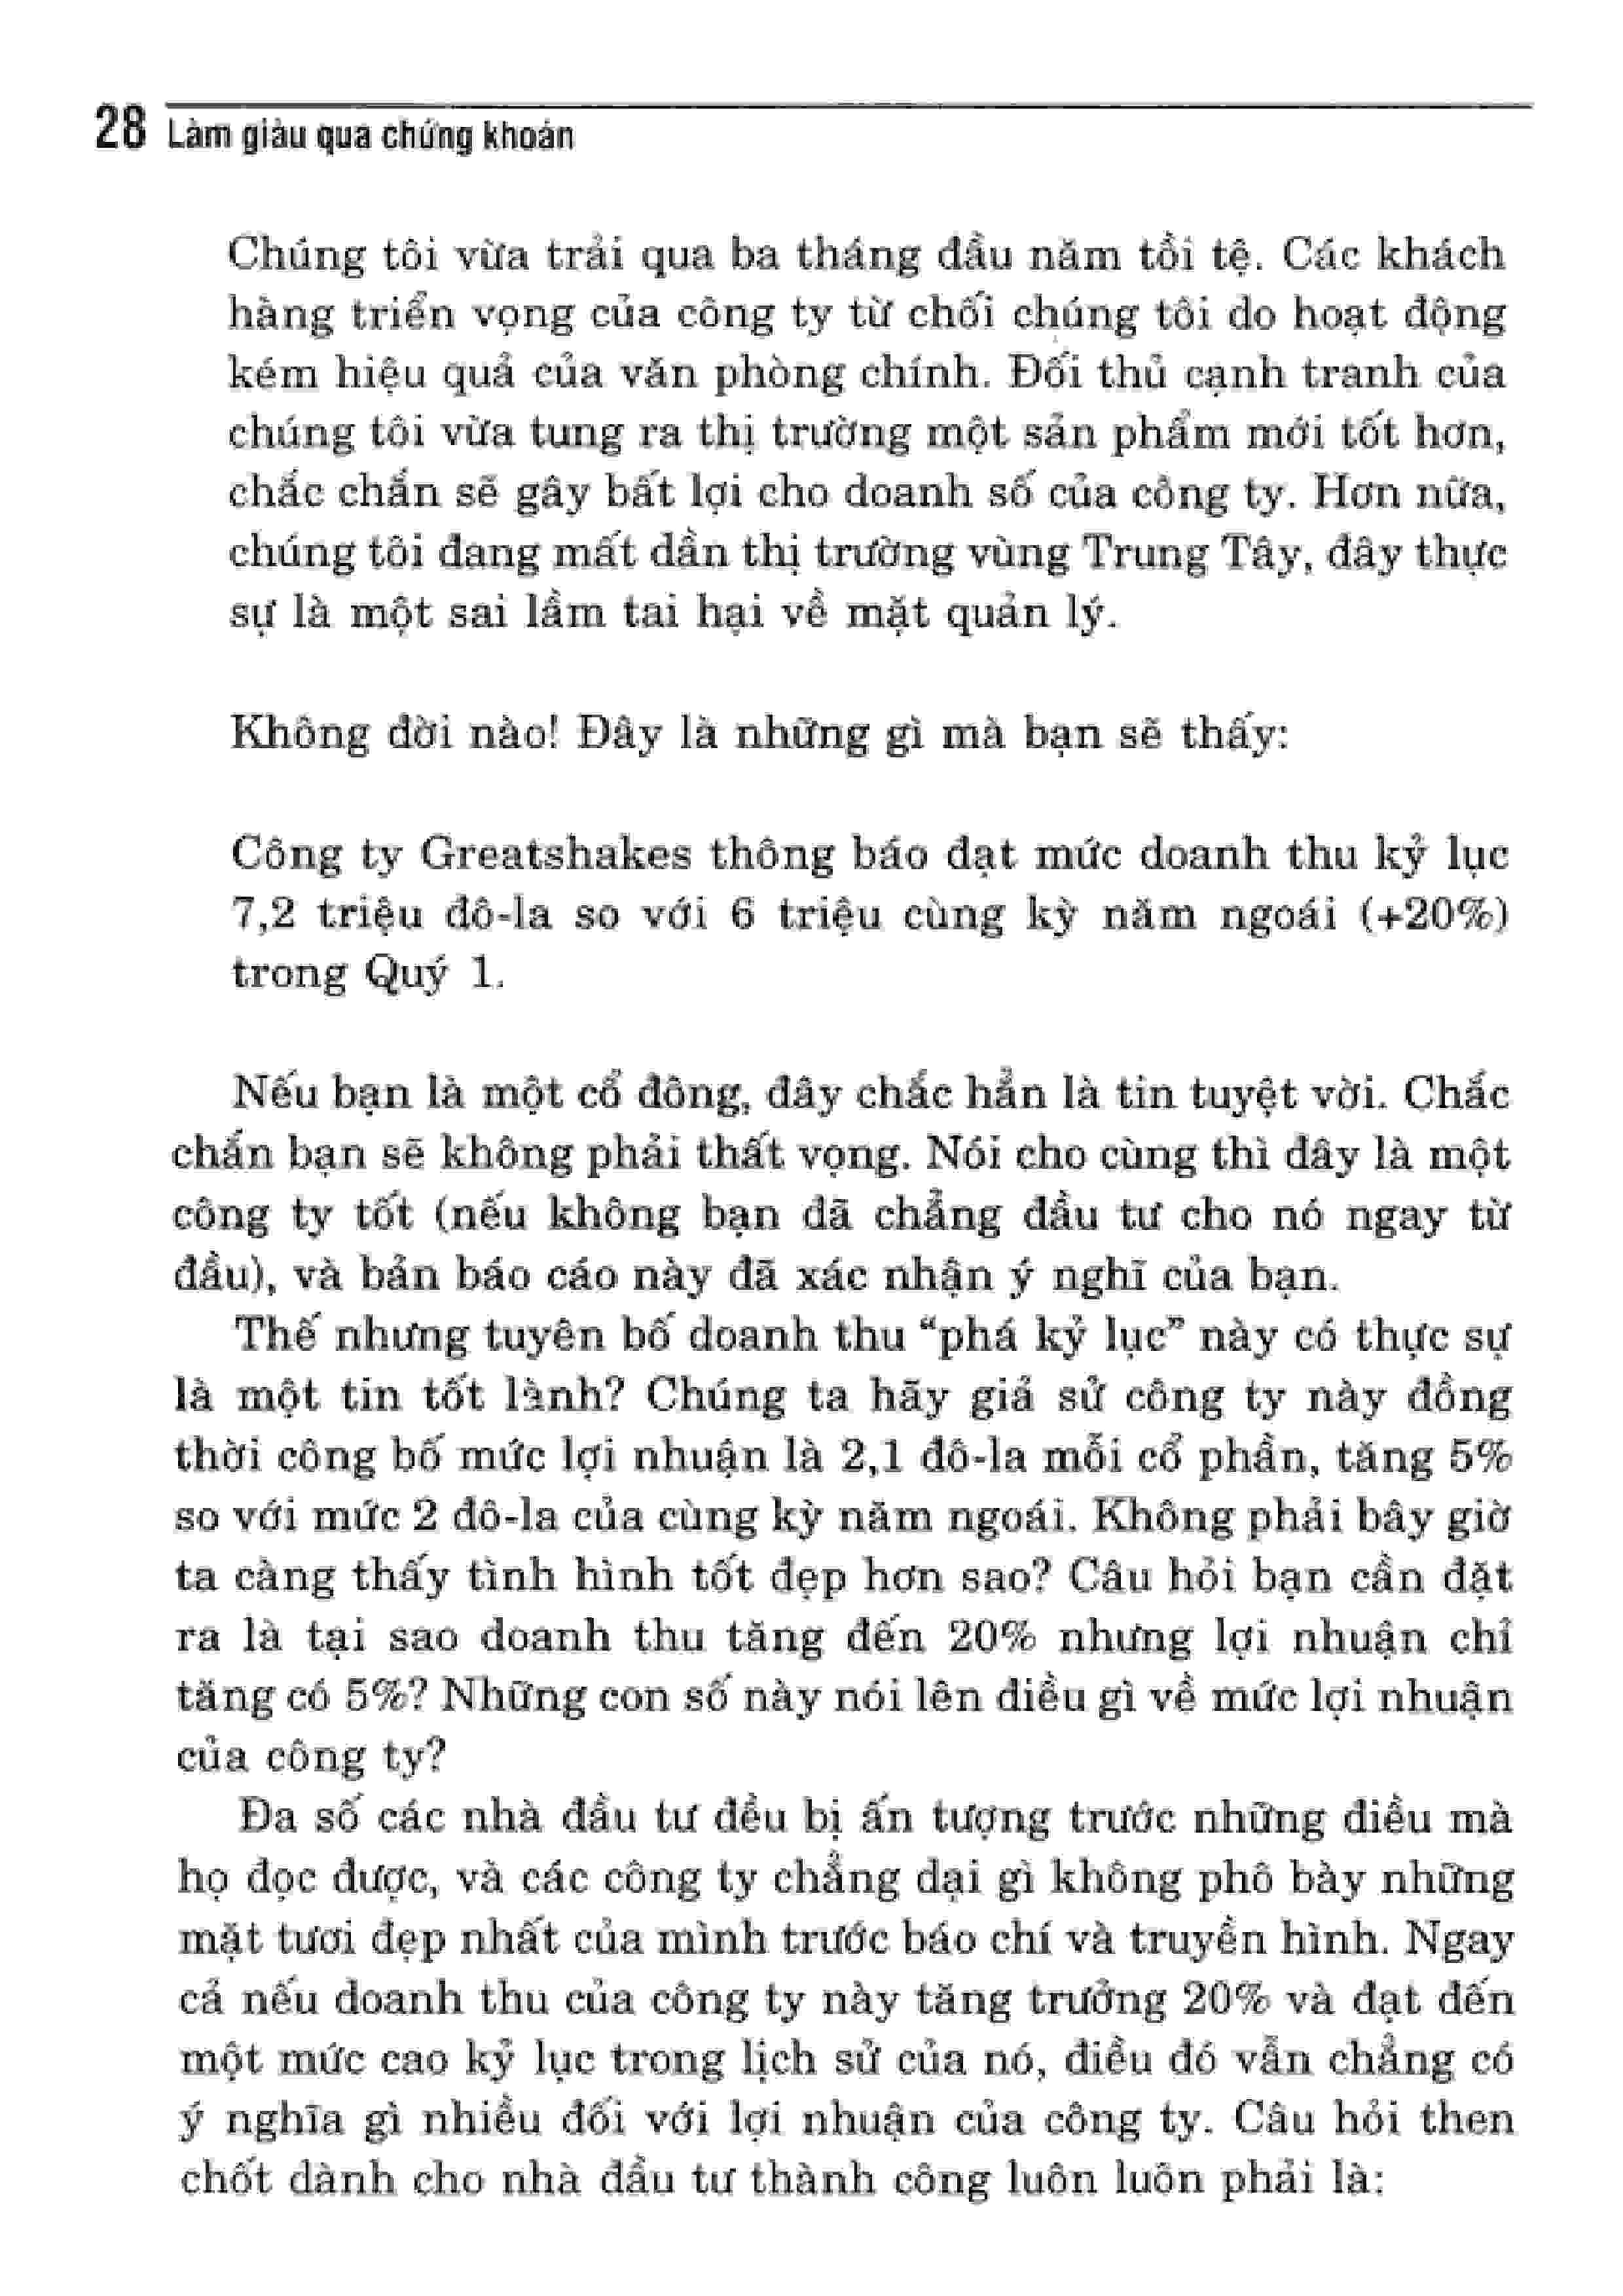 28 Làm giàu qua chứng khoán
Chúng tôi vừa trải qua ba tháng đầu năm tồi tệ. Các khách
hàng triển vọng của công ty từ chối chúng tôi do hoạt động
kém hiệu quả của văn phòng chính. Đối thủ cạnh tranh của
chúng tôi vừa tung ra thị trường một sản phẩm mới tốt hơn,
chắc chắn sẽ gây bất lợi cho doanh số của công ty. Hơn nữa,
chúng tôi đang mất dần thị trường vùng Trung Tây, đây thực
sự là một sai lầm tai hại về mặt quản lý.
Không đời nào! Đây là những gì mà bạn sẽ thấy:
Công ty Greatshakes thông báo đạt mức doanh thu kỷ lục
7,2 triệu đô-la so với 6 triệu cùng kỳ năm ngoái (+20%)
trong Quý 1.
Nếu bạn là một cổ đông, đây chắc hẳn là tin tuyệt vời. Chắc
chắn bạn sẽ không phải thất vọng. Nói cho cùng thì đây là một
công ty tốt (nếu không bạn đã chẳng đầu tư cho nó ngay từ
đầu), và bản báo cáo này đã xác nhận ý nghĩ của bạn.
Thế nhưng tuyên bố doanh thu “phá kỷ lục” này có thực sự
là một tin tốt lành? Chúng ta hãy giả sử công ty này đồng
thời công bố mức lợi nhuận là 2,1 đô-la mỗi cổ phần, tăng 5%
so với mức 2 đô-la của cùng kỳ năm ngoái. Không phải bây giờ
ta càng thấy tình hình tốt đẹp hơn sao? Câu hỏi bạn cần đặt
ra là tại sao doanh thu tăng đến 20% nhưng lợi nhuận chỉ
tăng có 5%? Những con số này nói lên điều gì về mức lợi nhuận
của công ty?
Đa số các nhà đầu tư đều bị ấn tượng trước những điều mà
họ đọc được, và các công ty chẳng dại gì không phô bày những
mặt tươi đẹp nhất của mình trước báo chí và truyền hình. Ngay
cả nếu doanh thu của công ty này tăng trưởng 20% và đạt đến
một mức cao kỷ lục trong lịch sử của nó, điều đó vẫn chẳng có
ý nghĩa gì nhiều đối với lợi nhuận của công ty. Câu hỏi then
chốt dành cho nhà đầu tư thành công luôn luôn phải là: